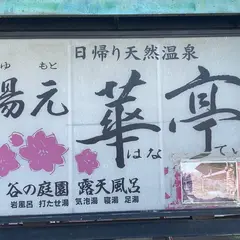 日帰り天然温泉
ゆ もと
湯元 華亭
はな てい
谷の庭園 露天風呂
岩風呂 打たせ湯 気泡湯 寝湯 足湯